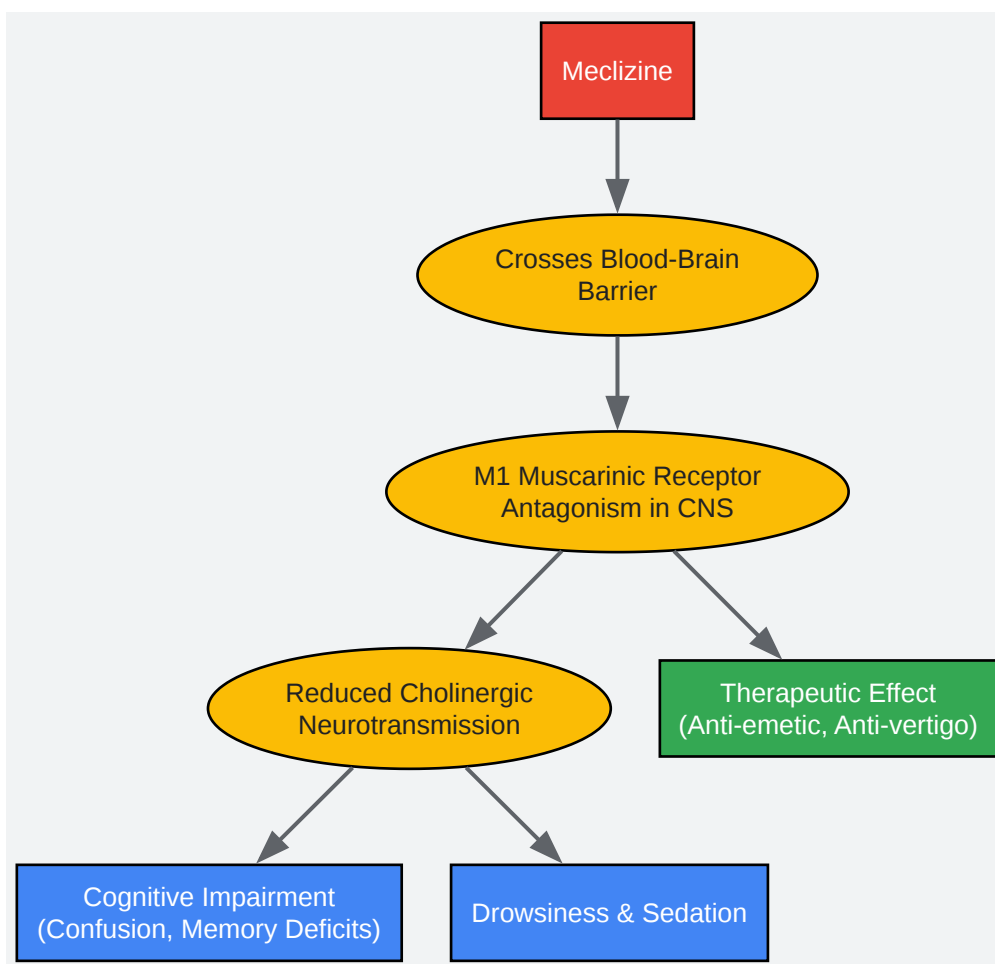 Meclizine
Crosses Blood-Brain
Barrier
M1 Muscarinic Receptor
Antagonism in CNS
Reduced Cholinergic
Neurotransmission
Therapeutic Effect
(Anti-emetic, Anti-vertigo)
Cognitive Impairment
(Confusion, Memory Deficits)
Drowsiness & Sedation